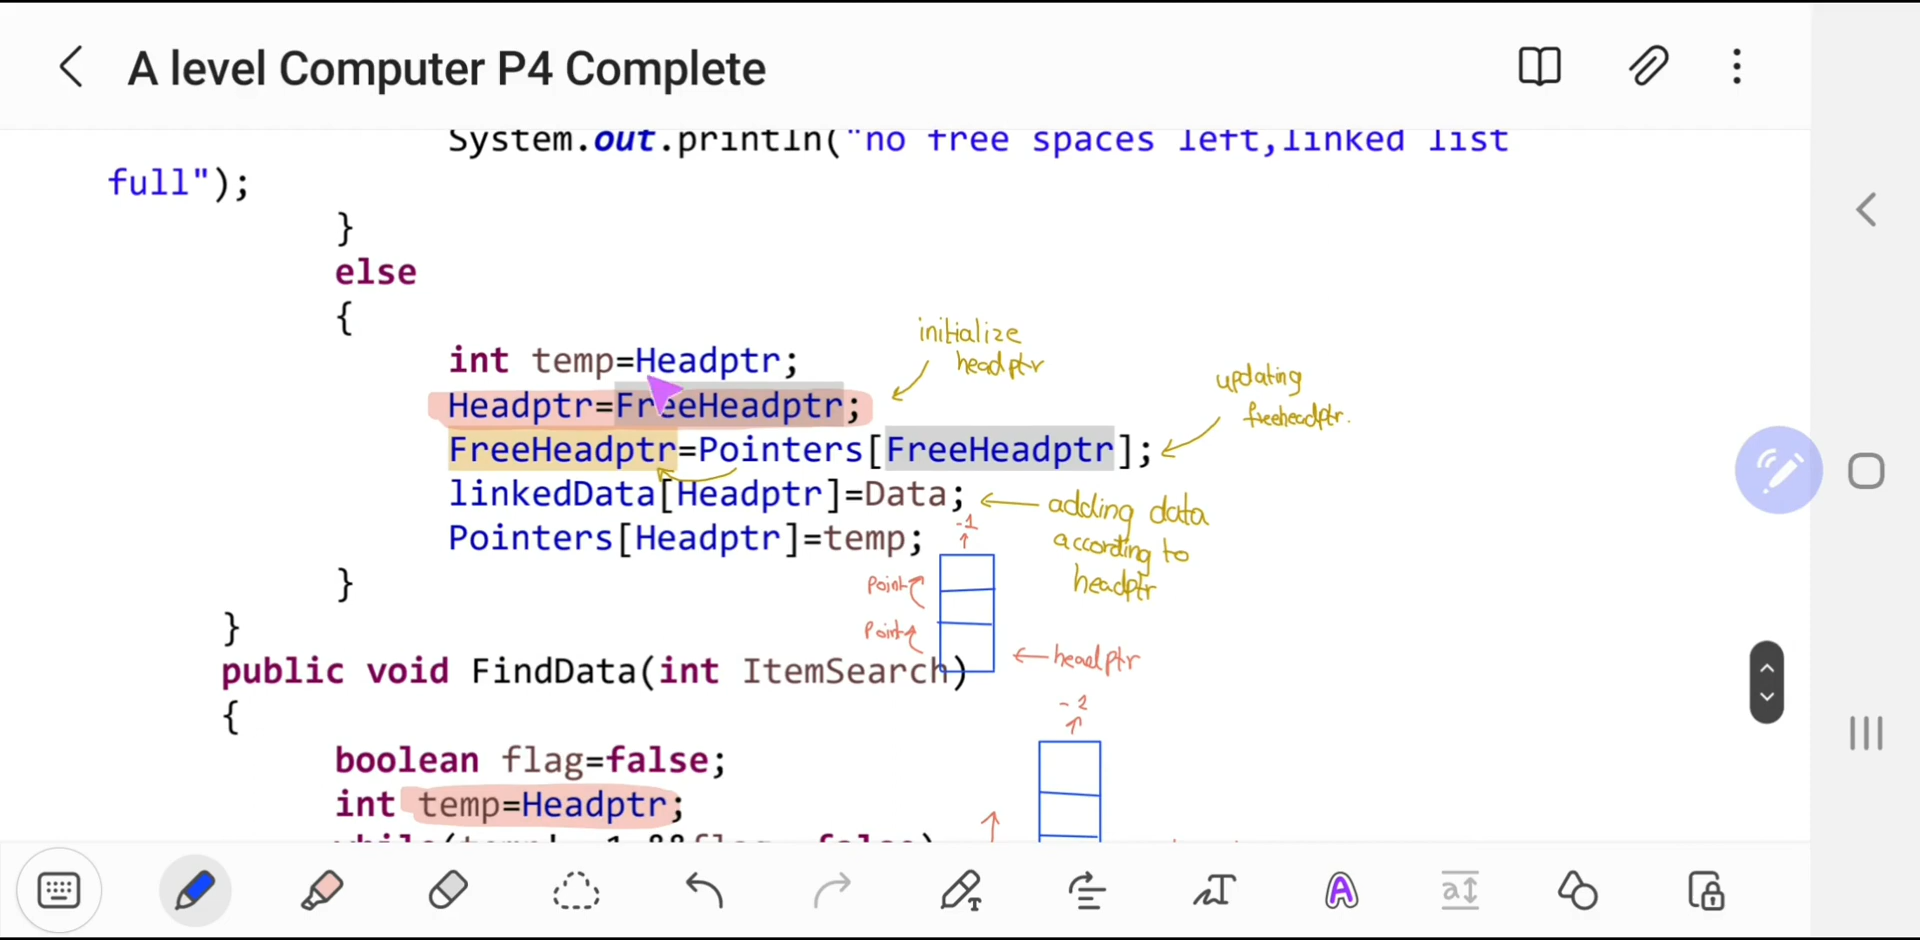 A level Computer P4 Complete
System.out.println("no free spaces left,linked list
full");
}
else
{
int temp=Headptr;
initialize
headptr
Headptr=FreeHeadptr;
updating
freeheadptr.
FreeHeadptr=Pointers[FreeHeadptr];
linkedData[Headptr]=Data;
adding data
according to
headptr
Pointers[Headptr]=temp;
-1
}
point
point
}
headptr
public void FindData(int ItemSearch)
{
-2
boolean flag=false;
int temp=Headptr;